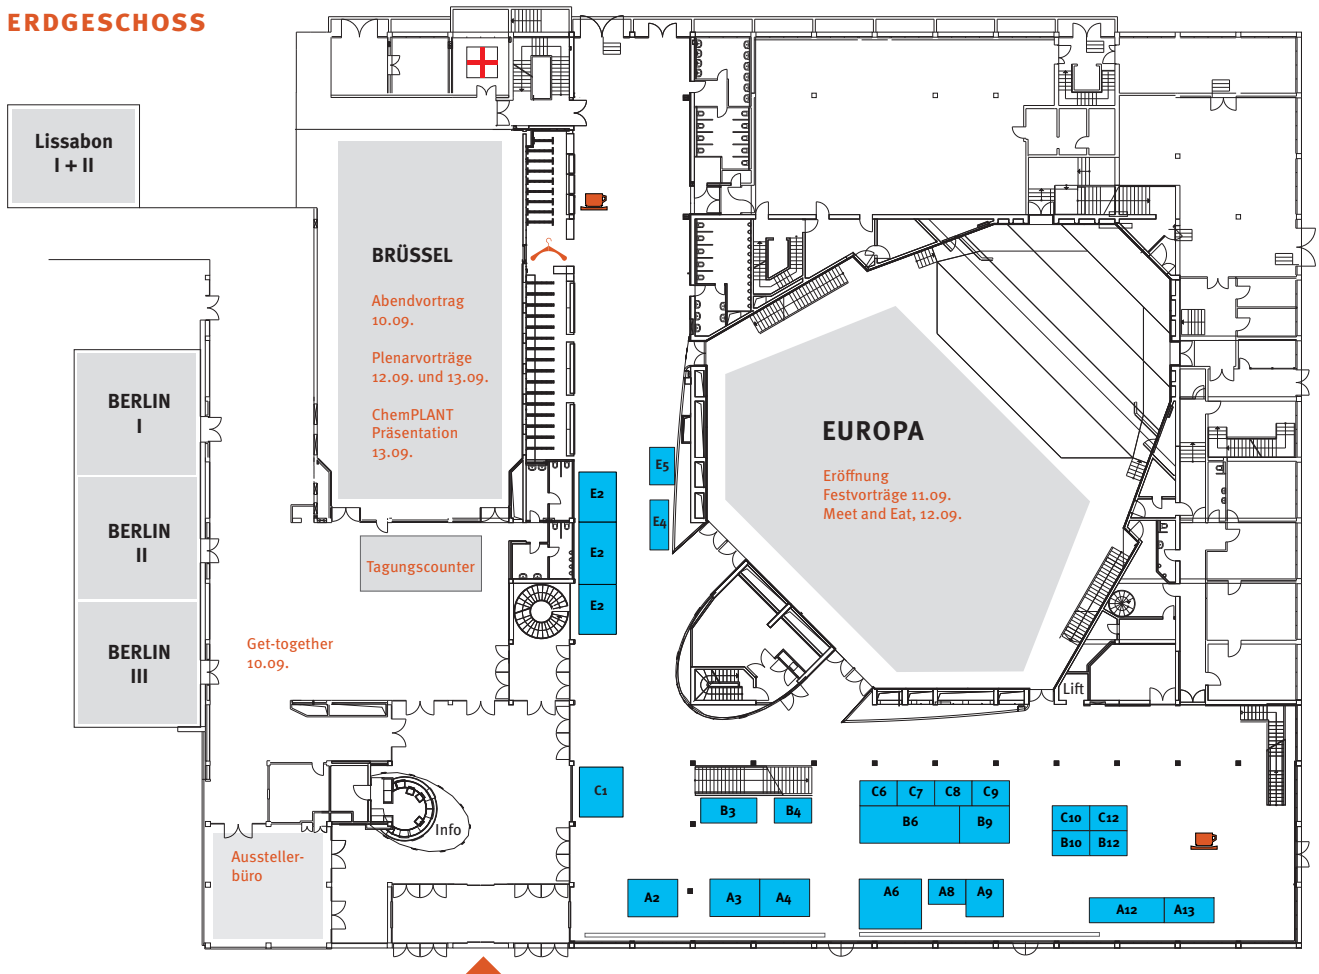 ERDGESCHOSS
Lissabon
I + II
BRÜSSEL
Abendvortrag
10.09.
Plenarvorträge
12.09. und 13.09.
ChemPLANT
Präsentation
13.09.
BERLIN
I
BERLIN
II
BERLIN
III
EUROPA
Eröffnung
Festvorträge 11.09.
Meet and Eat, 12.09.
E5
E4
E2
E2
E2
Tagungscounter
Get-together
10.09.
Lift
C1
B3
B4
C6
C7
C8
C9
B6
B9
C10
C12
B10
B12
Info
Aussteller-
büro
A2
A3
A4
A6
A8
A9
A12
A13